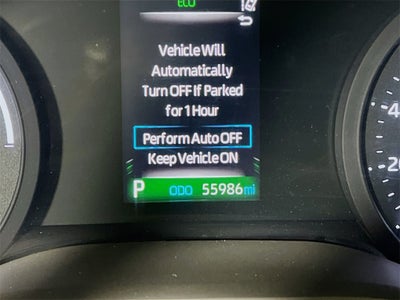 ECO
Vehicle Will
Automatically
Turn OFF If Parked
for 1 Hour
Perform Auto OFF
Keep Vehicle ON
P ODO 55986 mi